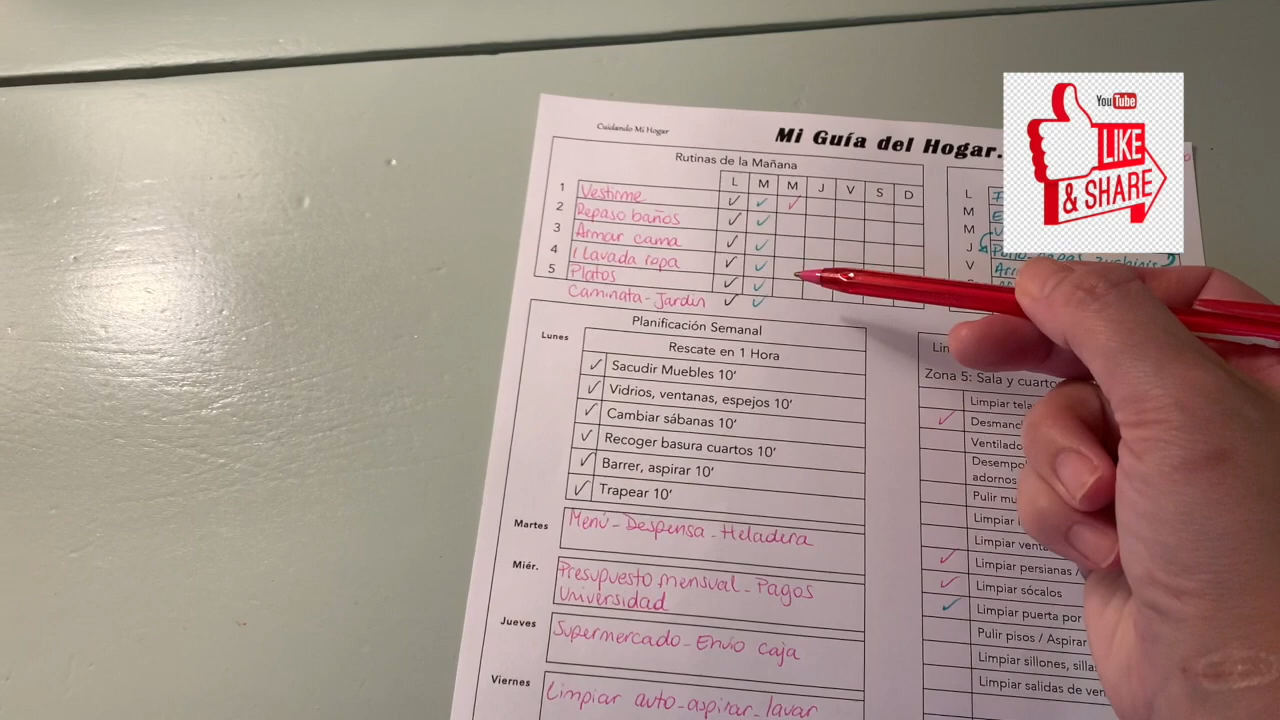 Cuidando Mi Hogar
Mi Guía del Hogar.
YouTube
LIKE
& SHARE
Rutinas de la Mañana
L M M J V S D
1 Vestirme
2 Repaso baños
3 Armar cama
4 1 Lavada ropa
5 Platos
Caminata-Jardín
L
M
M
J
V
Planificación Semanal
Lunes
Rescate en 1 Hora
Sacudir Muebles 10'
Vidrios, ventanas, espejos 10'
Cambiar sábanas 10'
Recoger basura cuartos 10'
Barrer, aspirar 10'
Trapear 10'
Martes
Menú - Despensa - Heladera
Miér.
Presupuesto mensual - Pagos
Universidad
Jueves
Supermercado - Envío caja
Viernes
Limpiar auto - aspirar - lavar
Zona 5: Sala y cuarto
Limpiar tela
Desmanch
Ventilado
Desempol
adornos
Pulir mu
Limpiar
Limpiar venta
Limpiar persianas /
Limpiar sócalos
Limpiar puerta por
Pulir pisos / Aspirar
Limpiar sillones, sillas
Limpiar salidas de ven